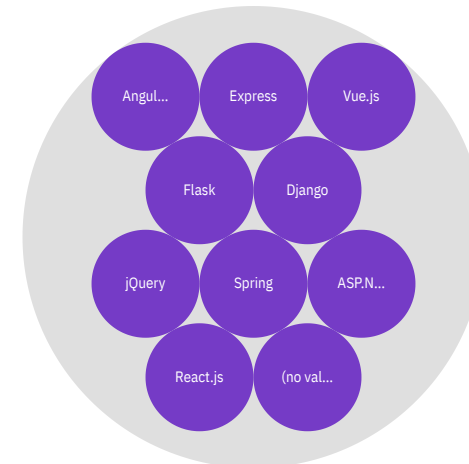 Angul...
Express
Vue.js
Flask
Django
jQuery
Spring
ASP.N...
React.js
(no val...